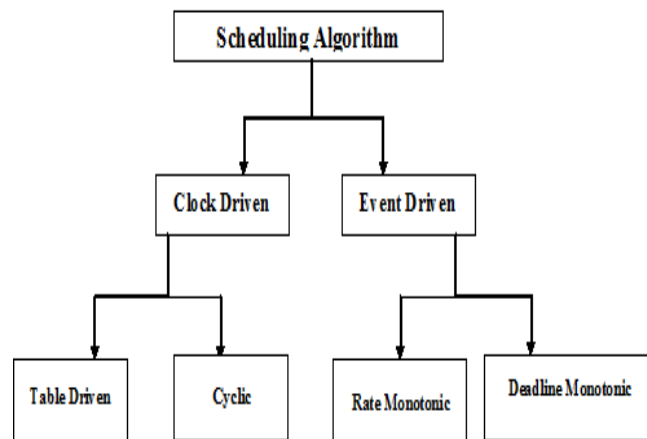 Scheduling Algorithm
Clock Driven
Event Driven
Table Driven
Cyclic
Rate Monotonic
Deadline Monotonic